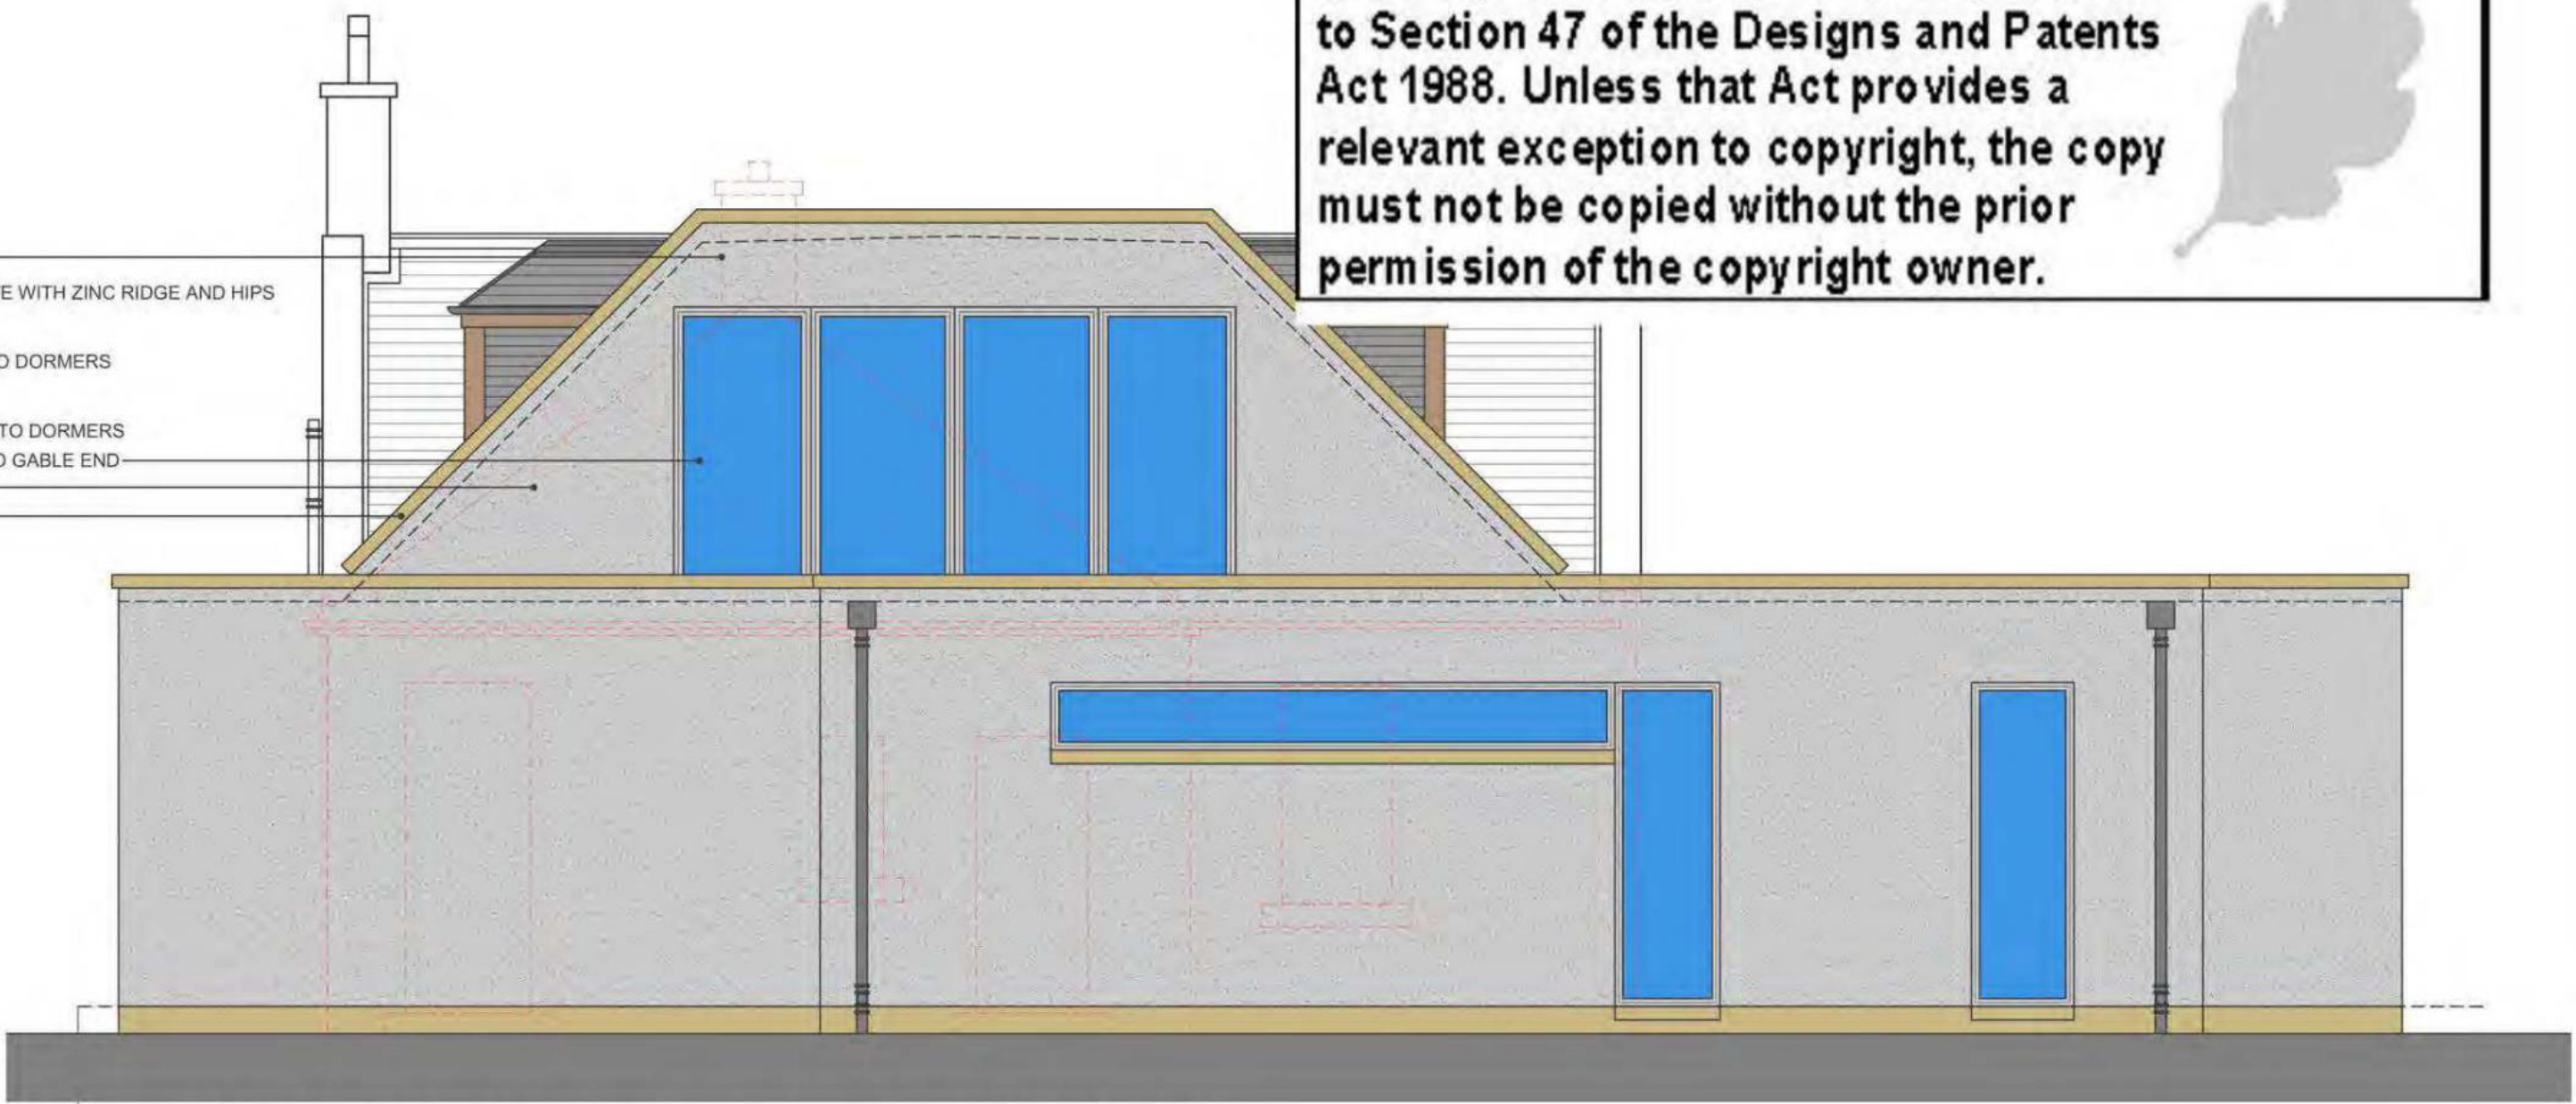 to Section 47 of the Designs and Patents
Act 1988. Unless that Act provides a
relevant exception to copyright, the copy
must not be copied without the prior
permission of the copyright owner.
WITH ZINC RIDGE AND HIPS
DORMERS
TO DORMERS
GABLE END